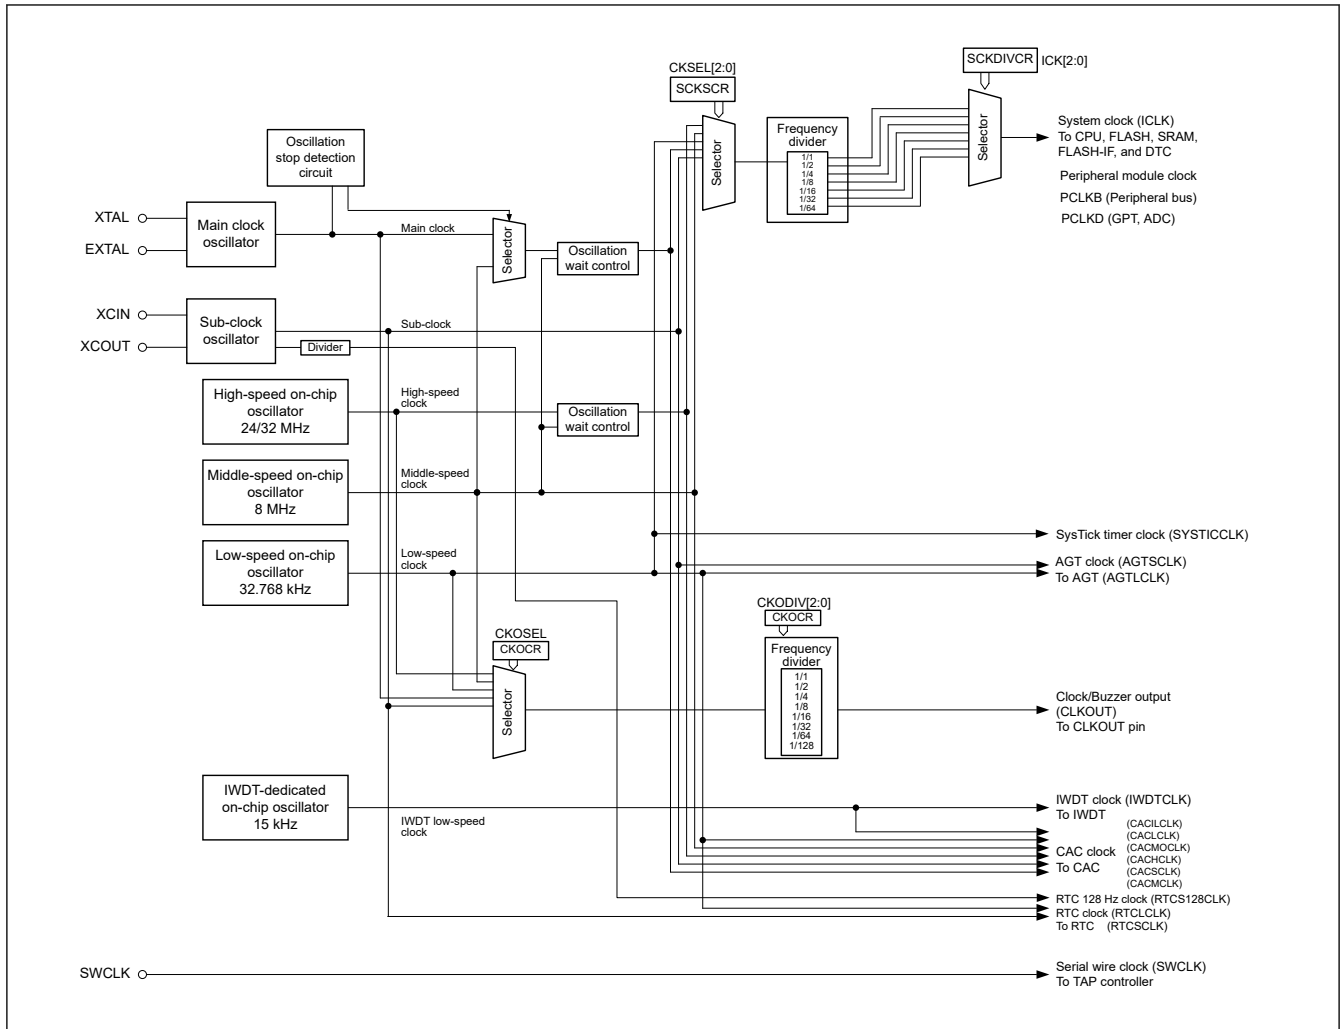 SCKDIVCR
ICK[2:0]
CKSEL[2:0]
SCKSCR
Selector
Frequency
divider
1/1
1/2
1/4
1/8
1/16
1/32
1/64
Selector
System clock (ICLK)
To CPU, FLASH, SRAM,
FLASH-IF, and DTC
Peripheral module clock
PCLKB (Peripheral bus)
PCLKD (GPT, ADC)
Oscillation
stop detection
circuit
XTAL
EXTAL
Main clock
oscillator
Main clock
Selector
Oscillation
wait control
XCIN
XCOUT
Sub-clock
oscillator
Sub-clock
Divider
High-speed on-chip
oscillator
24/32 MHz
High-speed
clock
Oscillation
wait control
Middle-speed on-chip
oscillator
8 MHz
Middle-speed
clock
Low-speed on-chip
oscillator
32.768 kHz
Low-speed
clock
SysTick timer clock (SYSTICCLK)
AGT clock (AGTSCLK)
To AGT (AGTLCLK)
CKOSEL
CKOCR
Selector
CKODIV[2:0]
CKOCR
Frequency
divider
1/1
1/2
1/4
1/8
1/16
1/32
1/64
1/128
Clock/Buzzer output
(CLKOUT)
To CLKOUT pin
IWDT-dedicated
on-chip oscillator
15 kHz
IWDT low-speed
clock
IWDT clock (IWDTCLK)
To IWDT
CAC clock
To CAC
(CACILCLK)
(CACLCLK)
(CACMOCLK)
(CACHCLK)
(CACSCLK)
(CACMCLK)
RTC 128 Hz clock (RTCS128CLK)
RTC clock (RTCLCLK)
To RTC (RTCSCLK)
SWCLK
Serial wire clock (SWCLK)
To TAP controller